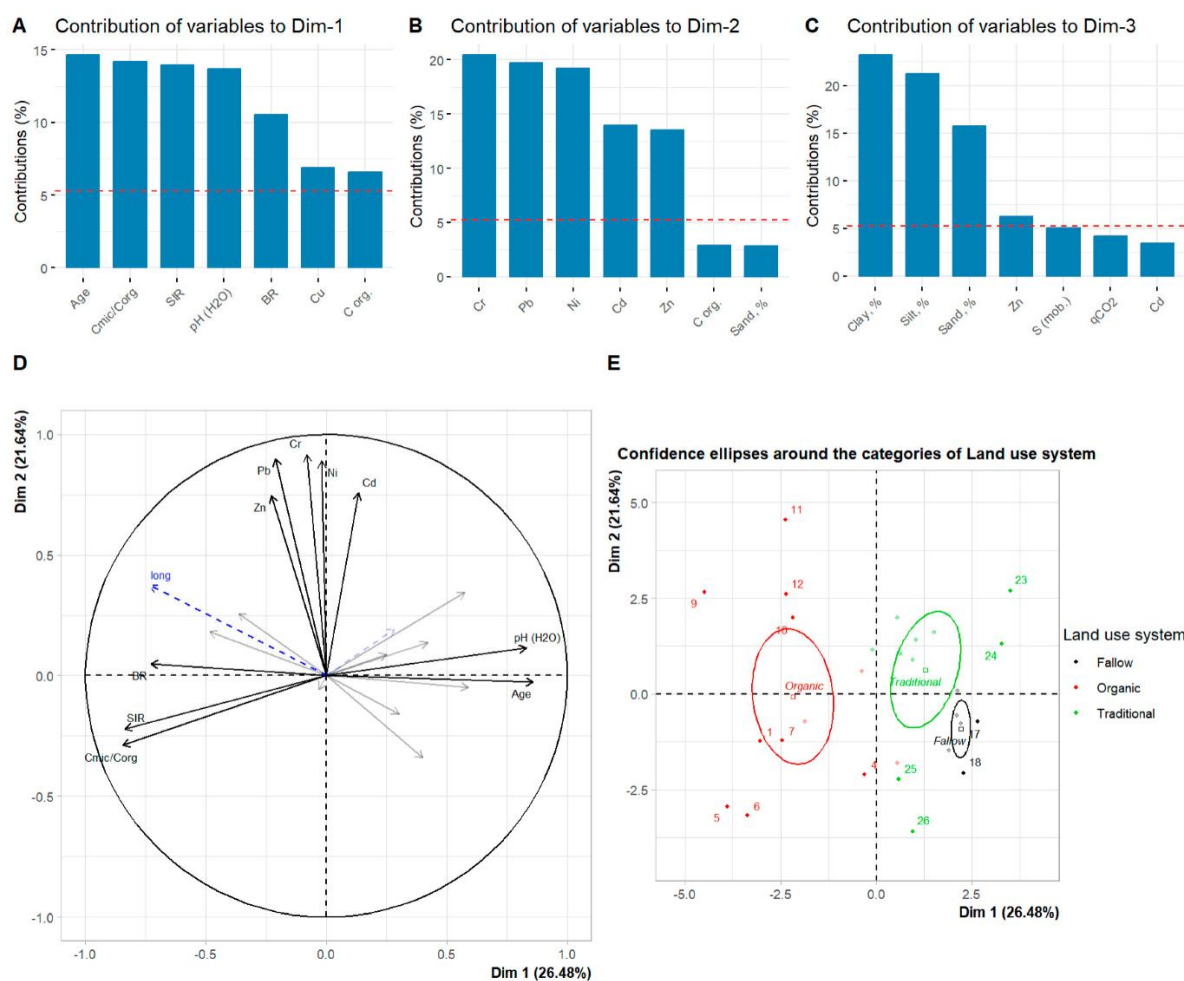 A Contribution of variables to Dim-1
B Contribution of variables to Dim-2
C Contribution of variables to Dim-3
Contributions (%)
15
10
5
0
Age Cmic/Corg SIR pH (H2O) BR Cu C org.
Contributions (%)
20
15
10
5
0
Cr Pb Ni Cd Zn C org. Sand, %
Contributions (%)
20
15
10
5
0
Clay, % Silt, % Sand, % Zn S (mob.) qCO2 Cd
D
Dim 2 (21.64%)
1.0
0.5
0.0
-0.5
-1.0
Cr
Pb
Ni
Cd
Zn
long
pH (H2O)
BR
Age
SIR
Cmic/Corg
-1.0 -0.5 0.0 0.5 1.0
Dim 1 (26.48%)
E
Confidence ellipses around the categories of Land use system
Dim 2 (21.64%)
5.0
2.5
0.0
-2.5
11
9
12
10
23
24
Organic
Traditional
1
7
17
Fallow
18
4
25
5
6
26
-5.0 -2.5 0.0 2.5
Dim 1 (26.48%)
Land use system
Fallow
Organic
Traditional